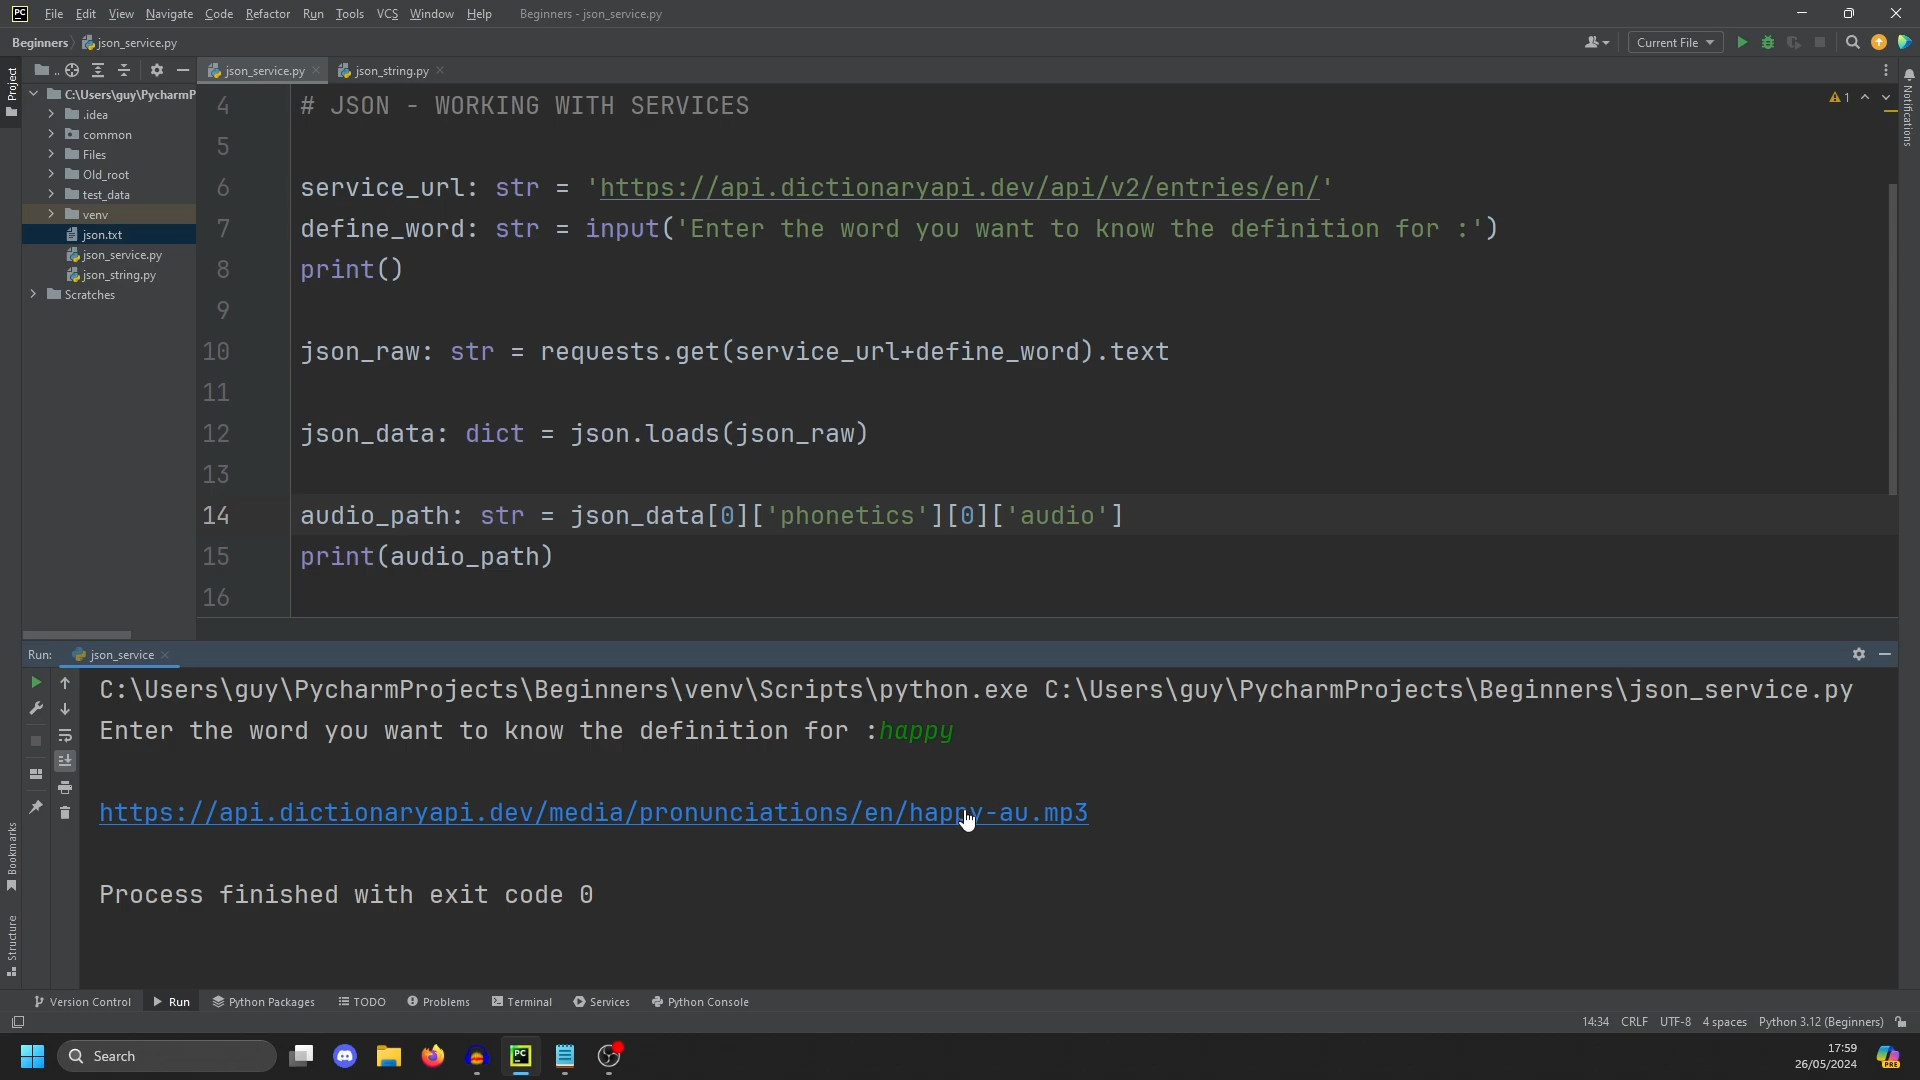 PC File Edit View Navigate Code Refactor Run Tools VCS Window Help Beginners - json_service.py
Beginners json_service.py Current File
Project .. json_service.py json_string.py Notifications
C:\Users\guy\PycharmP
.idea
common
Files
Old_root
test_data
venv
json.txt
json_service.py
json_string.py
Scratches
4 # JSON - WORKING WITH SERVICES 1
5
6 service_url: str = 'https://api.dictionaryapi.dev/api/v2/entries/en/'
7 define_word: str = input('Enter the word you want to know the definition for :')
8 print()
9
10 json_raw: str = requests.get(service_url+define_word).text
11
12 json_data: dict = json.loads(json_raw)
13
14 audio_path: str = json_data[0]['phonetics'][0]['audio']
15 print(audio_path)
16
Run: json_service
C:\Users\guy\PycharmProjects\Beginners\venv\Scripts\python.exe C:\Users\guy\PycharmProjects\Beginners\json_service.py
Enter the word you want to know the definition for :happy
https://api.dictionaryapi.dev/media/pronunciations/en/happy-au.mp3
Process finished with exit code 0
Bookmarks
Structure
Version Control Run Python Packages TODO Problems Terminal Services Python Console
14:34 CRLF UTF-8 4 spaces Python 3.12 (Beginners)
Search PC 17:59
26/05/2024 PRE